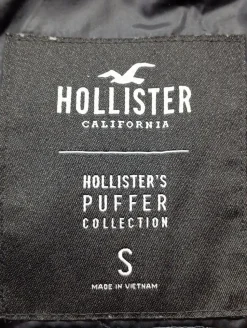 HOLLISTER
CALIFORNIA
HOLLISTER'S
PUFFER
COLLECTION
S
MADE IN VIETNAM